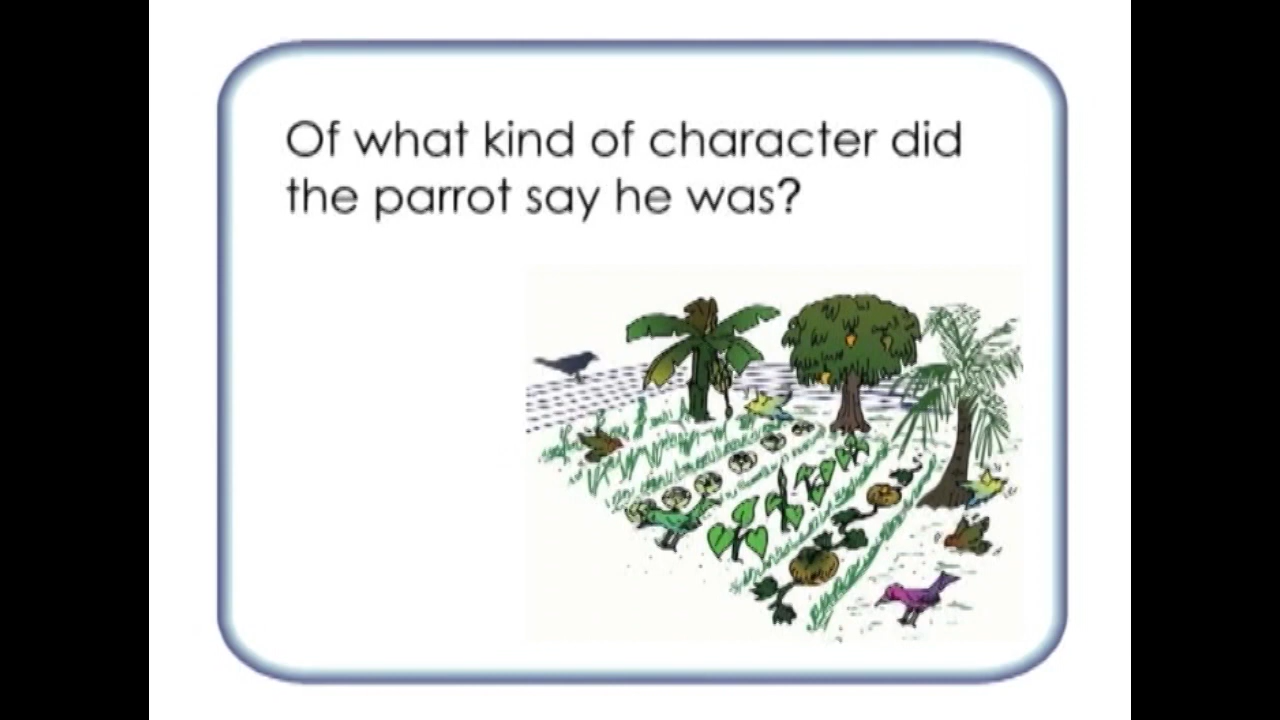 Of what kind of character did
the parrot say he was?